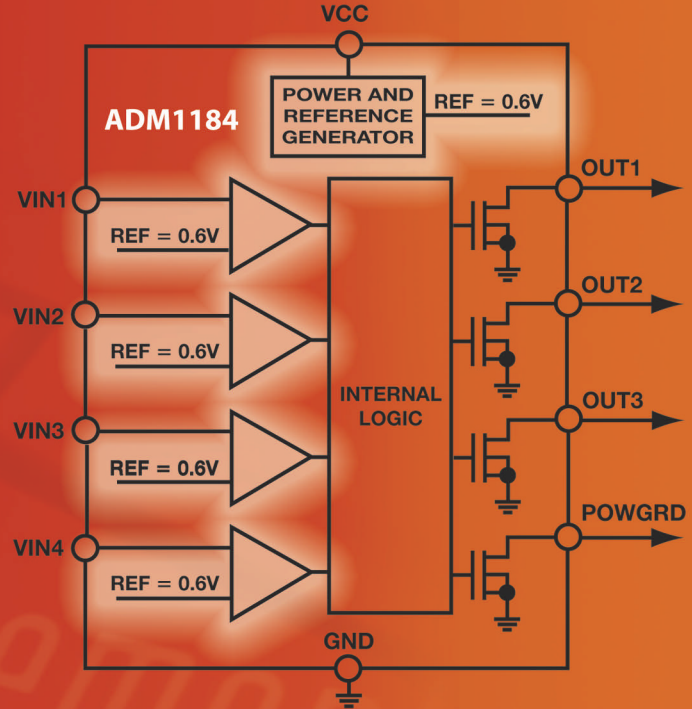 VCC
POWER AND
REFERENCE
GENERATOR
REF = 0.6V
ADM1184
VIN1
REF = 0.6V
OUT1
VIN2
REF = 0.6V
OUT2
INTERNAL
LOGIC
VIN3
REF = 0.6V
OUT3
VIN4
REF = 0.6V
POWGRD
GND